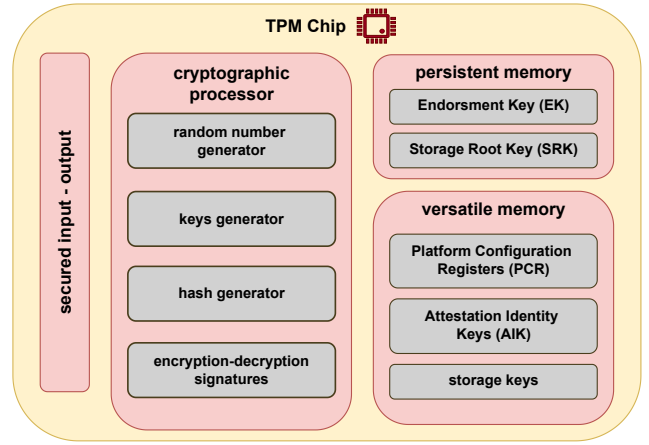 TPM Chip
secured input - output
cryptographic
processor
random number
generator
keys generator
hash generator
encryption-decryption
signatures
persistent memory
Endorsment Key (EK)
Storage Root Key (SRK)
versatile memory
Platform Configuration
Registers (PCR)
Attestation Identity
Keys (AIK)
storage keys